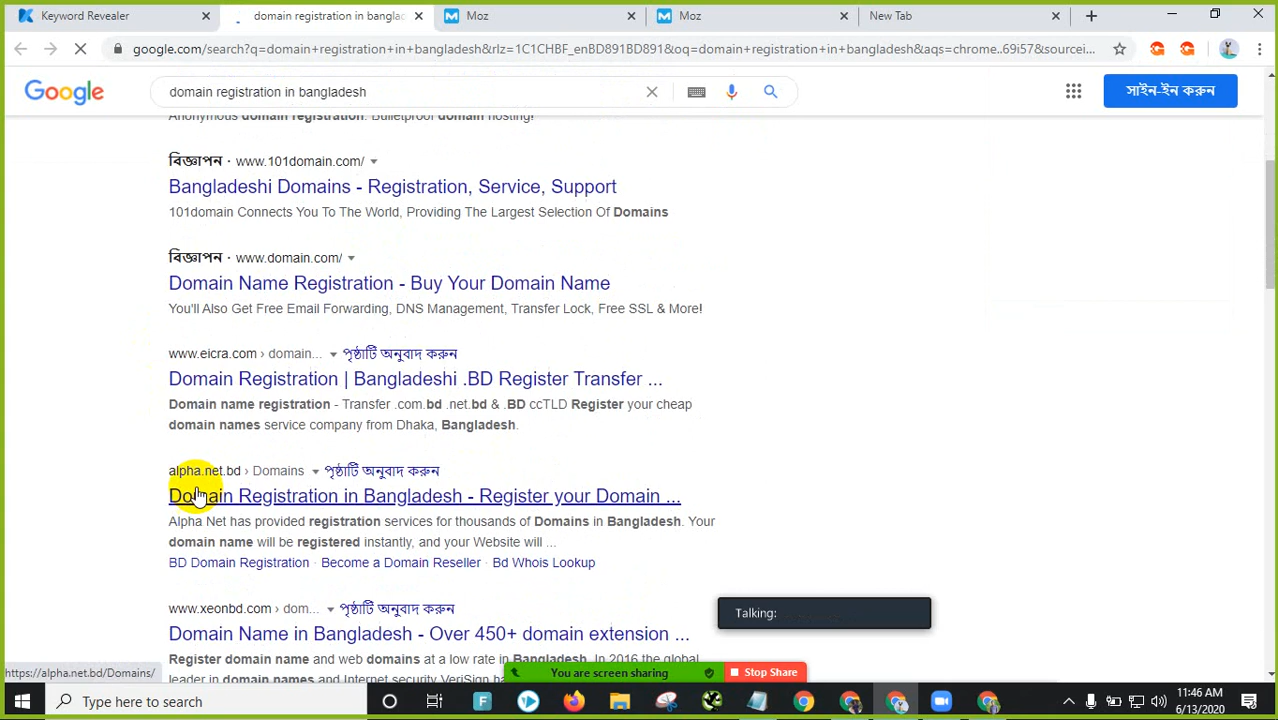 Keyword Revealer
domain registration in banglac
Moz
Moz
New Tab
google.com/search?q=domain+registration+in+bangladesh&rlz=1C1CHBF_enBD891BD891&oq=domain+registration+in+bangladesh&aqs=chrome..69i57&sourcei...
Google
domain registration in bangladesh
সাইন-ইন করুন
Anonymous domain registration. Bulletproof domain hosting!
বিজ্ঞাপন · www.101domain.com/
Bangladeshi Domains - Registration, Service, Support
101domain Connects You To The World, Providing The Largest Selection Of Domains
বিজ্ঞাপন · www.domain.com/
Domain Name Registration - Buy Your Domain Name
You'll Also Get Free Email Forwarding, DNS Management, Transfer Lock, Free SSL & More!
www.eicra.com › domain... পৃষ্ঠাটি অনুবাদ করুন
Domain Registration | Bangladeshi .BD Register Transfer ...
Domain name registration - Transfer .com.bd .net.bd & .BD ccTLD Register your cheap
domain names service company from Dhaka, Bangladesh.
alpha.net.bd › Domains পৃষ্ঠাটি অনুবাদ করুন
Domain Registration in Bangladesh - Register your Domain ...
Alpha Net has provided registration services for thousands of Domains in Bangladesh. Your
domain name will be registered instantly, and your Website will ...
BD Domain Registration · Become a Domain Reseller · Bd Whois Lookup
www.xeonbd.com › dom... পৃষ্ঠাটি অনুবাদ করুন
Talking:
Domain Name in Bangladesh - Over 450+ domain extension ...
Register domain name and web domains at a low rate in Bangladesh. In 2016 the global
leader in domain names and Internet security VeriSign ha
https://alpha.net.bd/Domains/
You are screen sharing
Stop Share
Type here to search
11:46 AM
6/13/2020